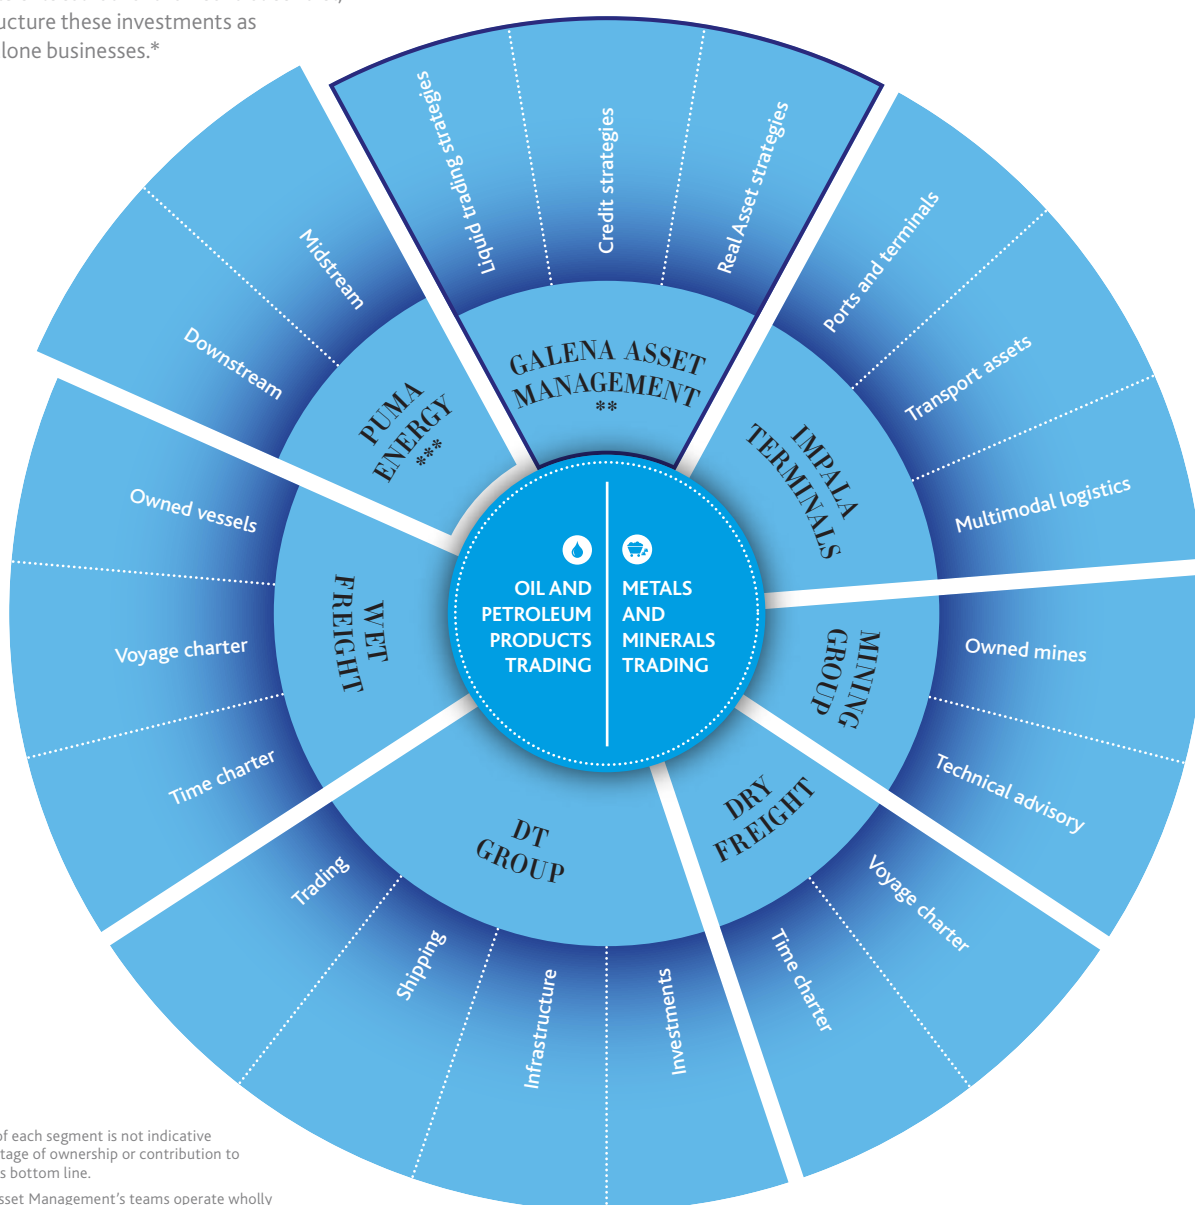 ucture these investments as
lone businesses.*
Liquid trading strategies
Credit strategies
Real Asset strategies
GALENA ASSET
MANAGEMENT
**
Ports and terminals
Transport assets
Multimodal logistics
IMPALA
TERMINALS
Owned mines
Technical advisory
MINING
GROUP
Voyage charter
Time charter
DRY
FREIGHT
Investments
Infrastructure
Shipping
Trading
DT
GROUP
Time charter
Voyage charter
Owned vessels
WET
FREIGHT
Downstream
Midstream
PUMA
ENERGY
***
OIL AND
PETROLEUM
PRODUCTS
TRADING
METALS
AND
MINERALS
TRADING
of each segment is not indicative
tage of ownership or contribution to
s bottom line.
sset Management's teams operate wholly